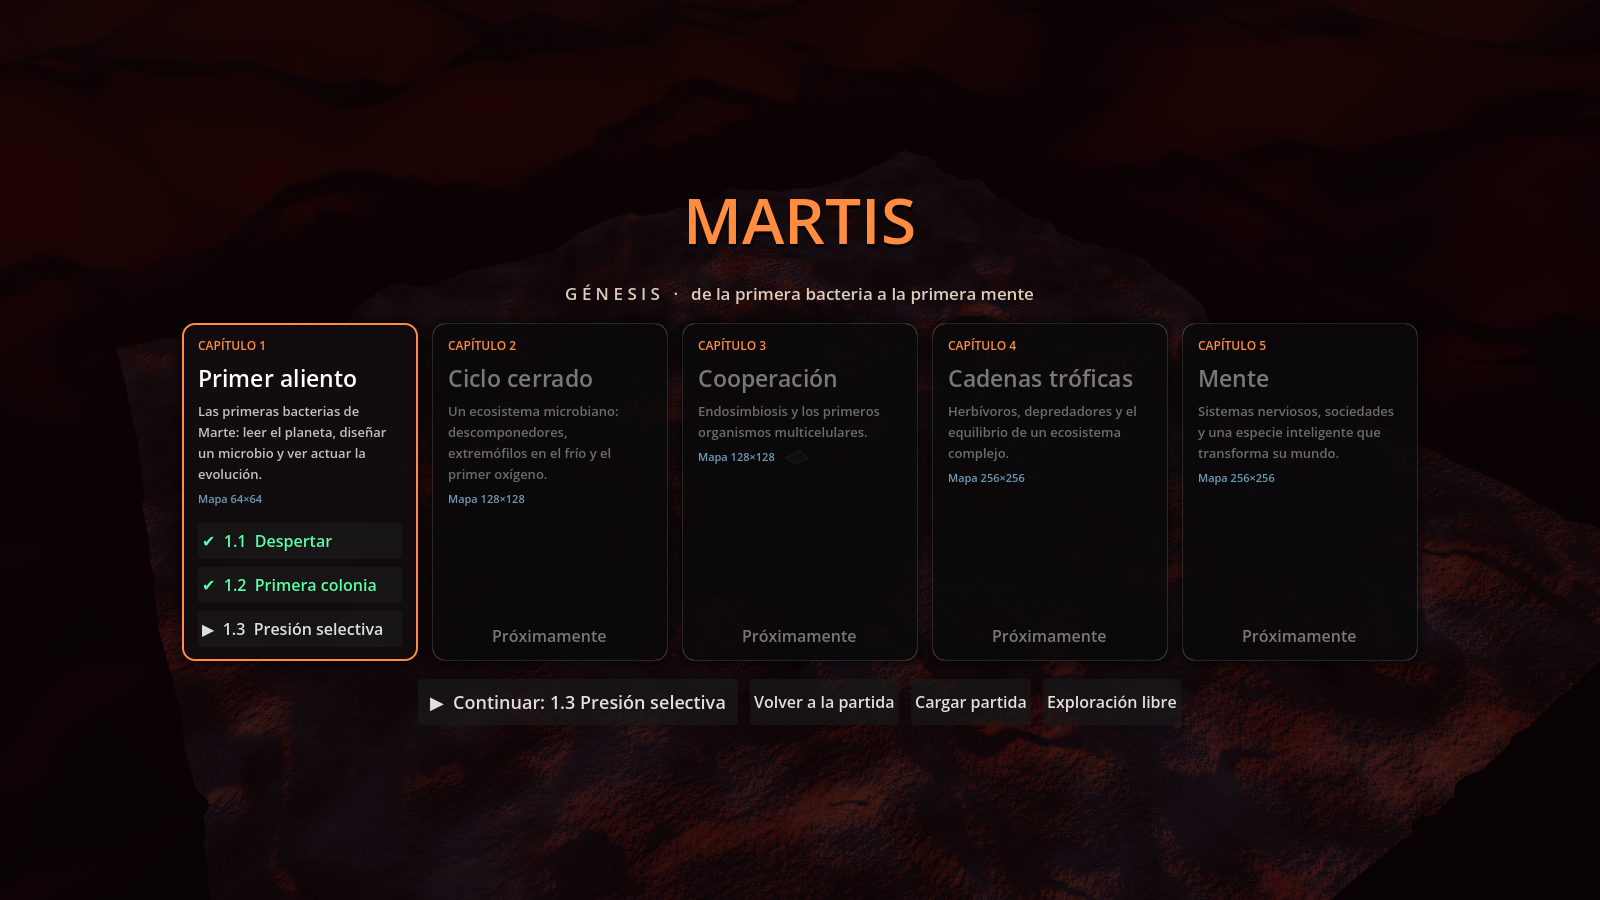 MARTIS
GÉNESIS · de la primera bacteria a la primera mente
CAPÍTULO 1
Primer aliento
Las primeras bacterias de
Marte: leer el planeta, diseñar
un microbio y ver actuar la
evolución.
Mapa 64×64
✔ 1.1 Despertar
✔ 1.2 Primera colonia
▶ 1.3 Presión selectiva
CAPÍTULO 2
Ciclo cerrado
Un ecosistema microbiano:
descomponedores,
extremófilos en el frío y el
primer oxígeno.
Mapa 128×128
Próximamente
CAPÍTULO 3
Cooperación
Endosimbiosis y los primeros
organismos multicelulares.
Mapa 128×128
Próximamente
CAPÍTULO 4
Cadenas tróficas
Herbívoros, depredadores y el
equilibrio de un ecosistema
complejo.
Mapa 256×256
Próximamente
CAPÍTULO 5
Mente
Sistemas nerviosos, sociedades
y una especie inteligente que
transforma su mundo.
Mapa 256×256
Próximamente
▶ Continuar: 1.3 Presión selectiva
Volver a la partida
Cargar partida
Exploración libre